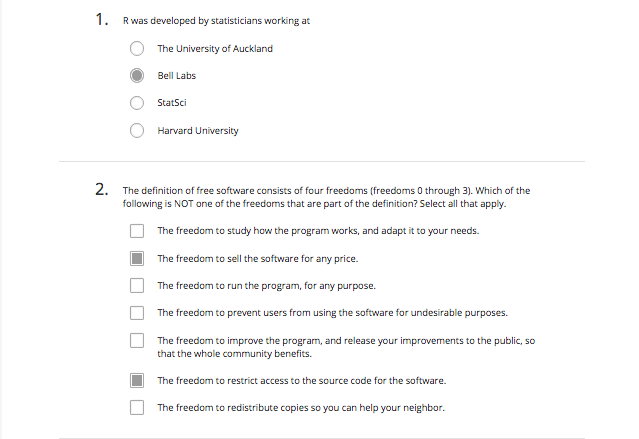 1. R was developed by statisticians working at
The University of Auckland
Bell Labs
StatSci
Harvard University
2. The definition of free software consists of four freedoms (freedoms 0 through 3). Which of the
following is NOT one of the freedoms that are part of the definition? Select all that apply.
The freedom to study how the program works, and adapt it to your needs.
The freedom to sell the software for any price.
The freedom to run the program, for any purpose.
The freedom to prevent users from using the software for undesirable purposes.
The freedom to improve the program, and release your improvements to the public, so
that the whole community benefits.
The freedom to restrict access to the source code for the software.
The freedom to redistribute copies so you can help your neighbor.